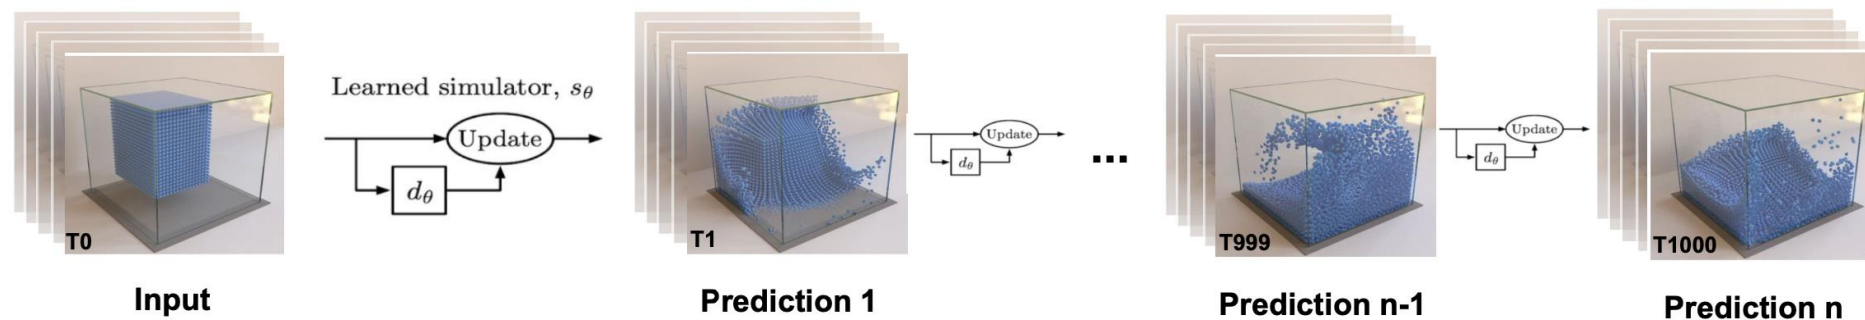 Learned simulator, sθ
Update
dθ
T0
Input
T1
Prediction 1
Update
dθ
...
T999
Prediction n-1
Update
dθ
T1000
Prediction n